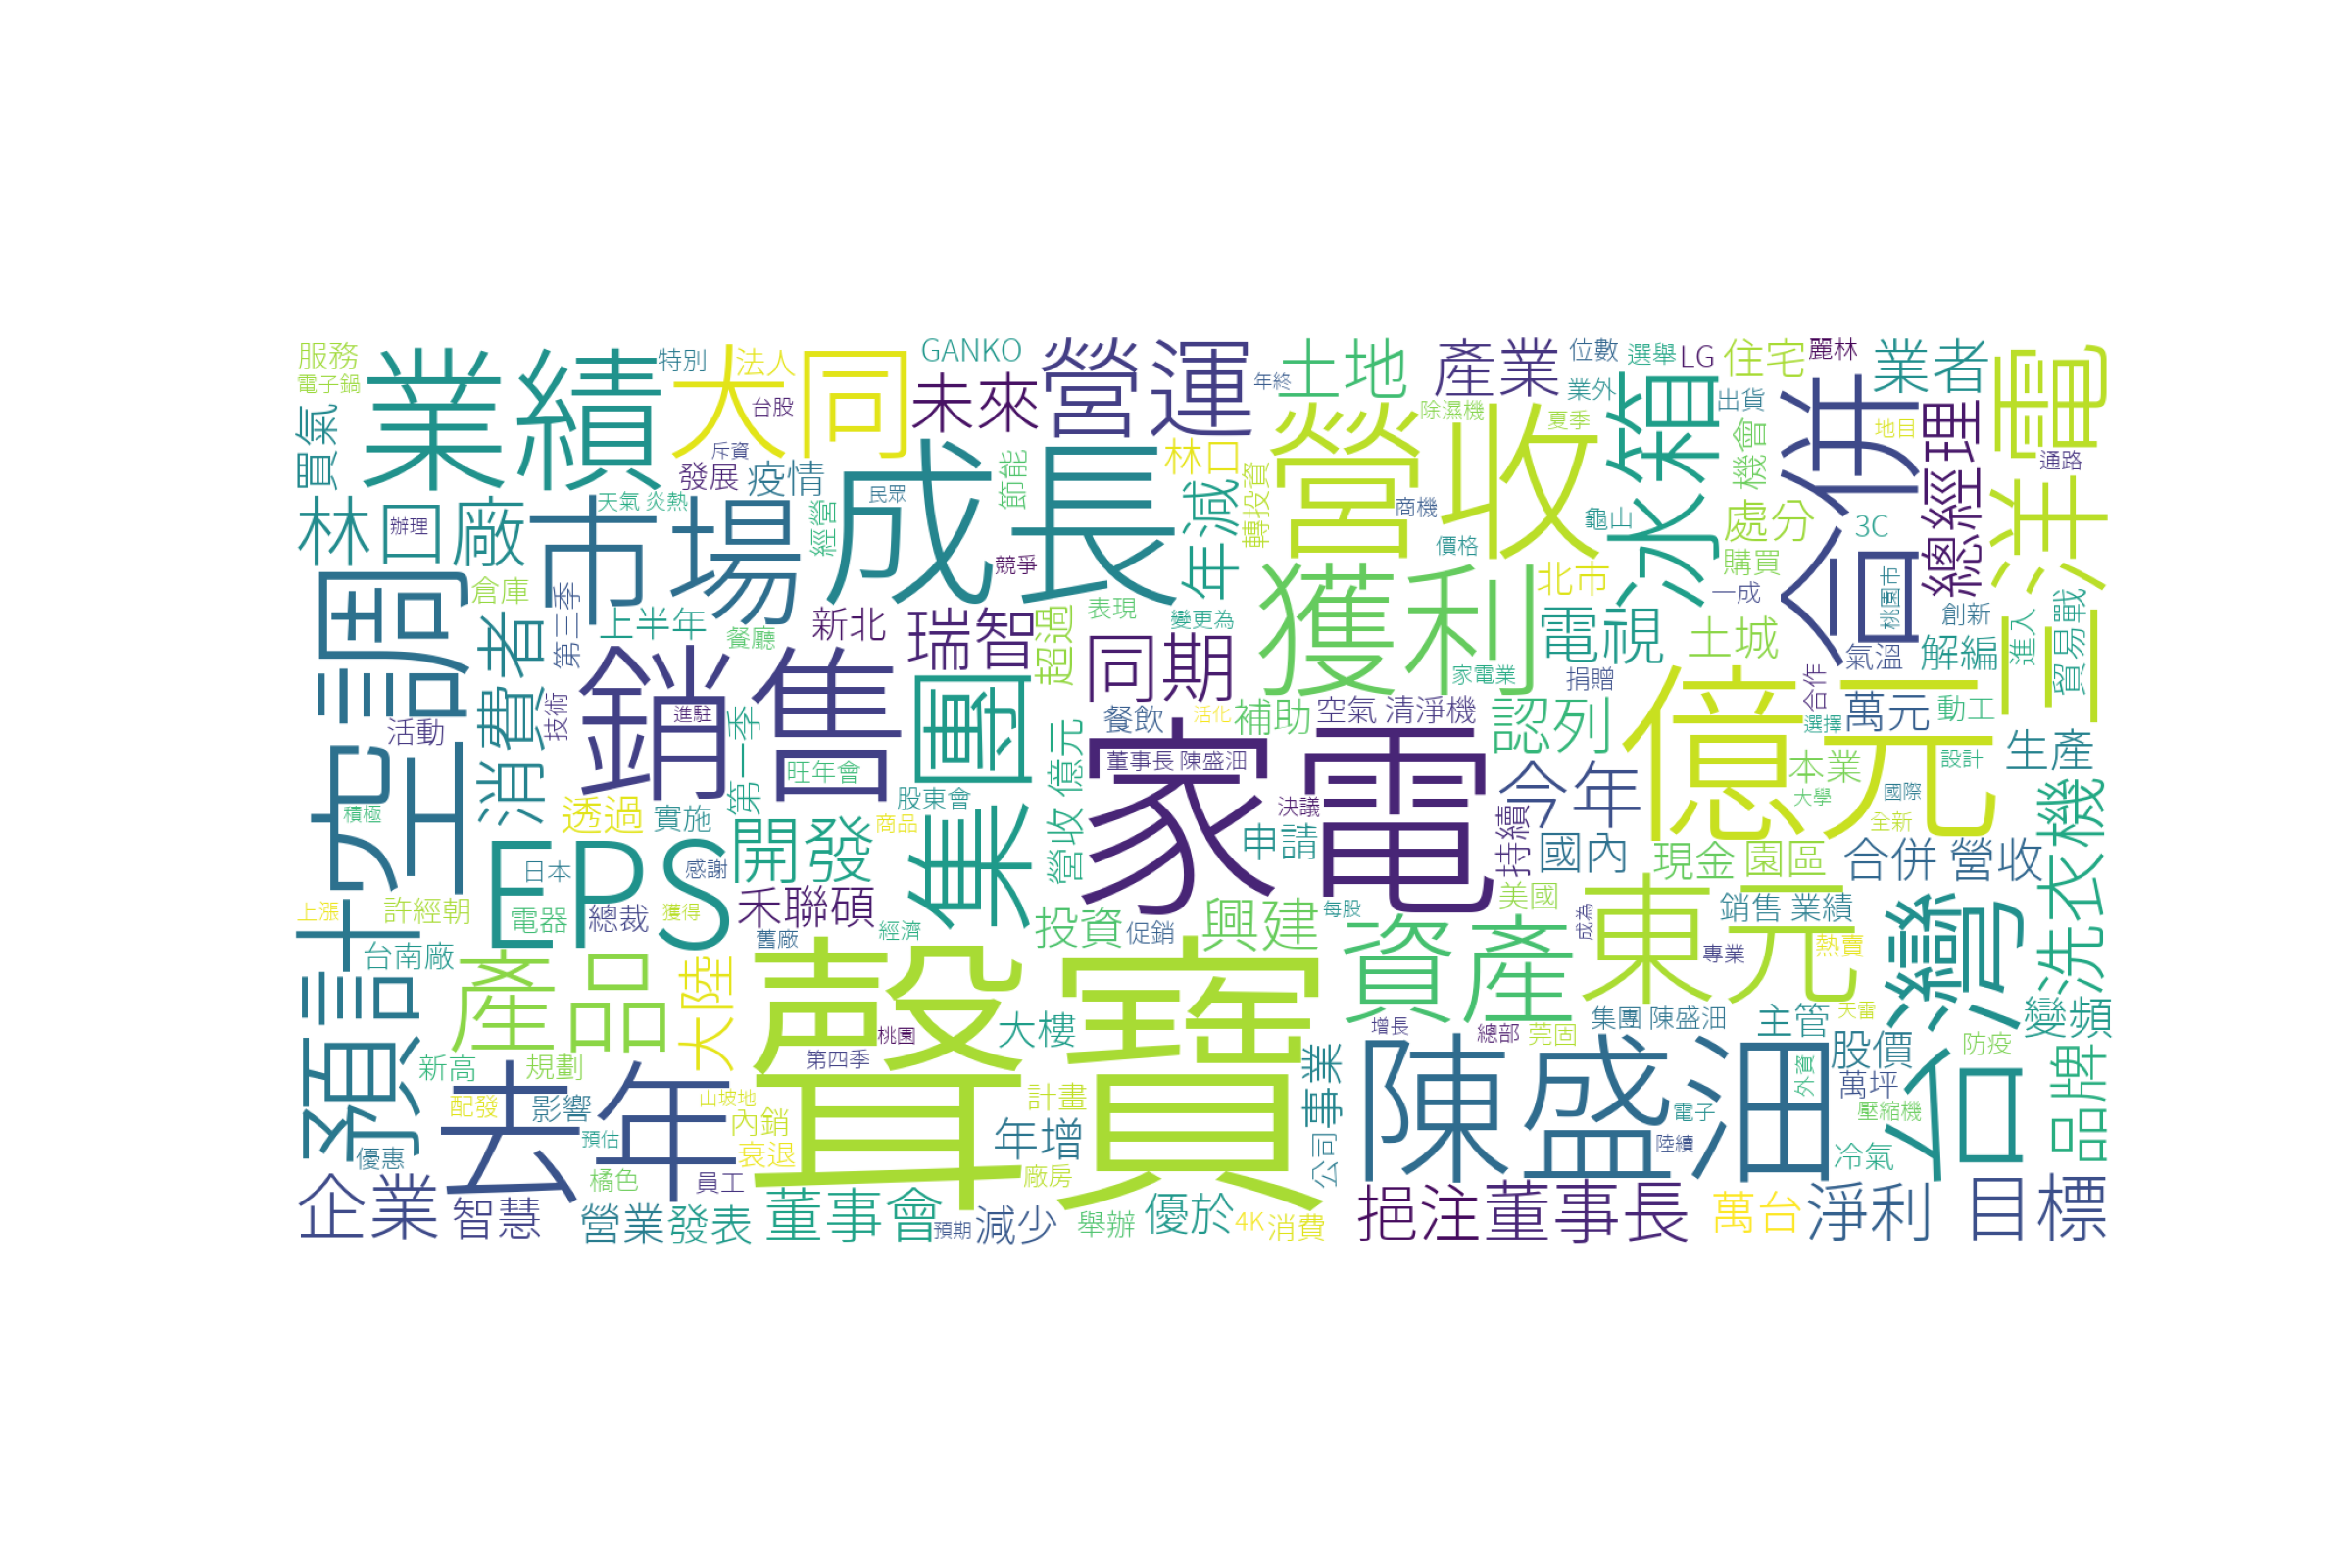 服務
電子鍋
買氣
業績
特別
法人
大同
台股
斥資
GANKO
未來
營運
年終
土地
產業
位數
選舉
LG
住宅
麗林
業者
三洋電
業外
出貨
除濕機
夏季
地目
機會
通路
冰箱
合併
總經理
林口廠
辦理
天氣 炎熱
發展
疫情
民眾
成長
節能
林口
年減
轉投資
營收
商機
價格
龜山
處分
3C
購買
北市
一成
桃園市
創新
進入
貿易戰
市場
經營
競爭
獲利
空調
倉庫
消費者
第三季
上半年
餐廳
新北
瑞智
超過
表現
變更為
同期
家電業
電視
捐贈
土城
氣溫
解編
合作
萬元
動工
選擇
活動
技術
銷售
進駐
第一季
旺年會
集團
股東會
餐飲
活化
補助
空氣 清淨機
認列
億元
本業
設計
生產
大學
國際
全新
積極
透過
實施
開發
商品
營收 億元
董事長 陳盛沺
家電
決議
申請
持續
今年
國內
現金
園區
合併 營收
洗衣機
EPS
日本
感謝
上漲
許經朝
電器
總裁
獲得
禾聯碩
舊廠
經濟
投資
促銷
興建
每股
美國
成為
資產
東元
銷售 業績
熱賣
專業
台灣
預計
台南廠
產品
大陸
聲寶
第四季
桃園
大樓
增長
總部
莞固
集團 陳盛沺
主管
天雷
股價
防疫
變頻
新高
規劃
去年
山坡地
配發
影響
預估
內銷
衰退
年增
計畫
廠房
公司
事業
陳盛沺
電子
陸續
外資
萬坪
壓縮機
冷氣
品牌
優惠
企業
智慧
橘色
員工
營業
發表
董事會
預期
減少
舉辦
優於
4K
消費
挹注
董事長
萬台
淨利
目標